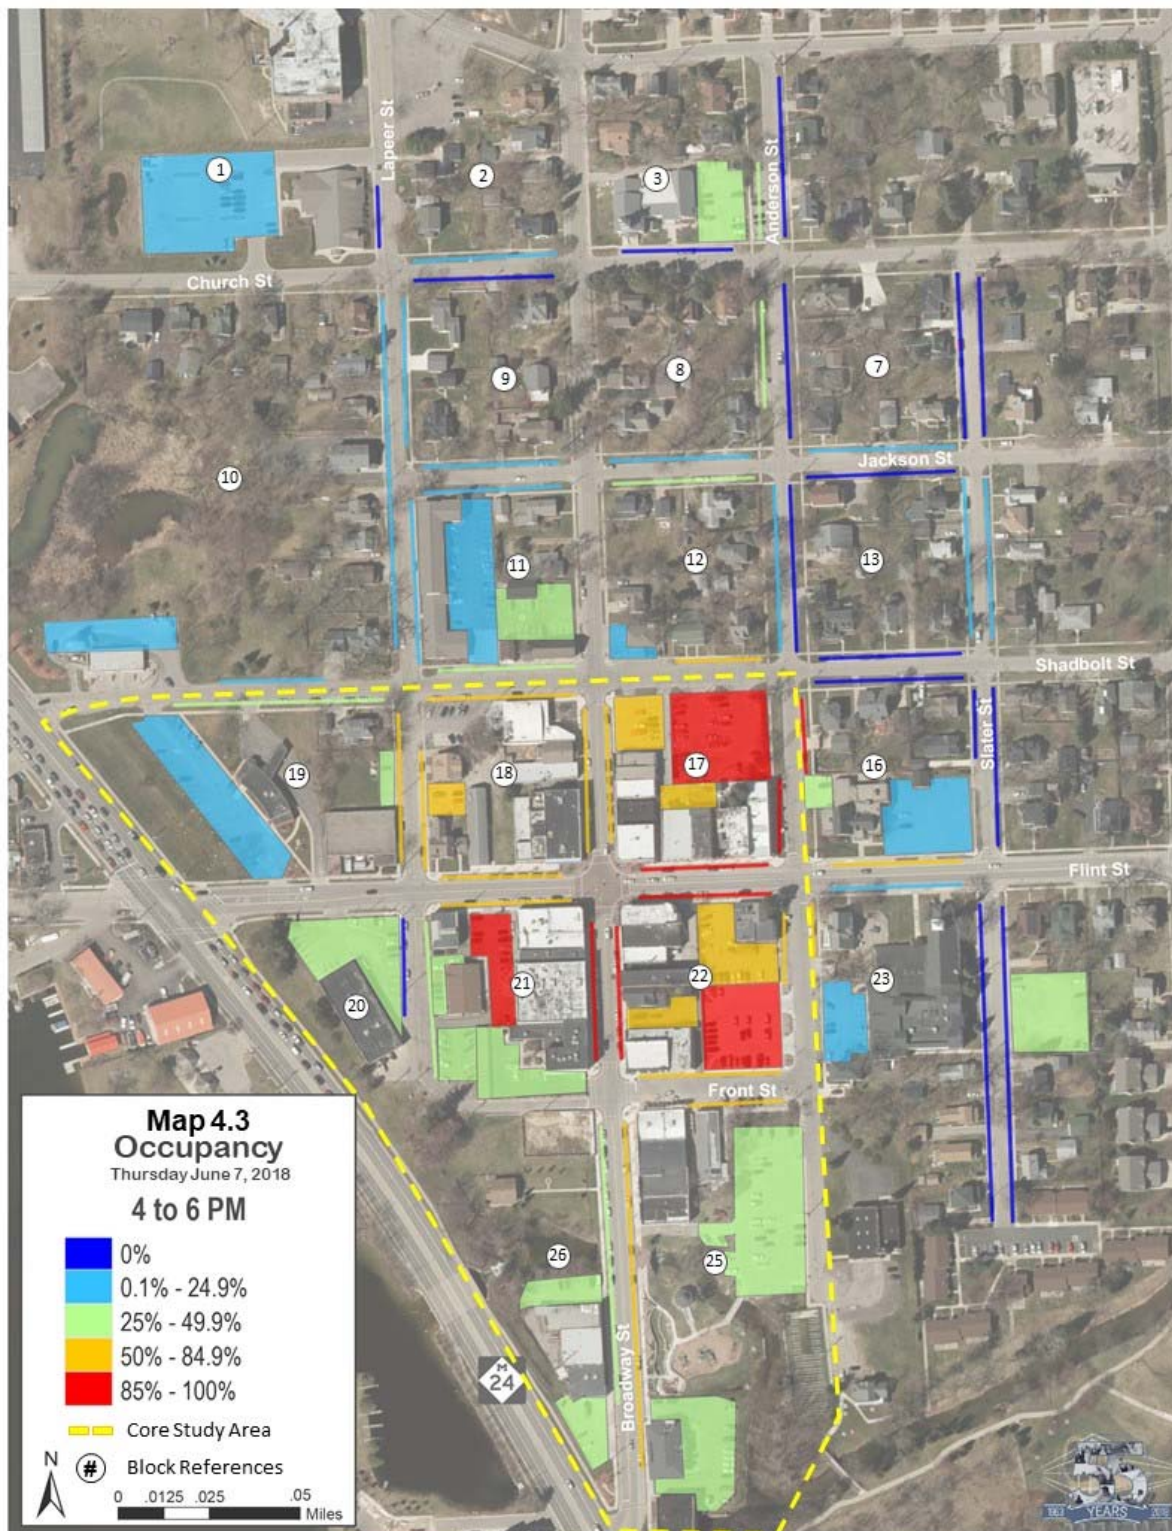 Lapeer St
Anderson St
1
2
3
Church St
9
8
7
Jackson St
10
11
12
13
Shadbolt St
Slater St
19
18
17
16
Flint St
20
21
22
23
Front St
26
25
Broadway St
M
24
Map 4.3
Occupancy
Thursday June 7, 2018
4 to 6 PM
0%
0.1% - 24.9%
25% - 49.9%
50% - 84.9%
85% - 100%
Core Study Area
N
# Block References
0 .0125 .025 .05
Miles
YEARS